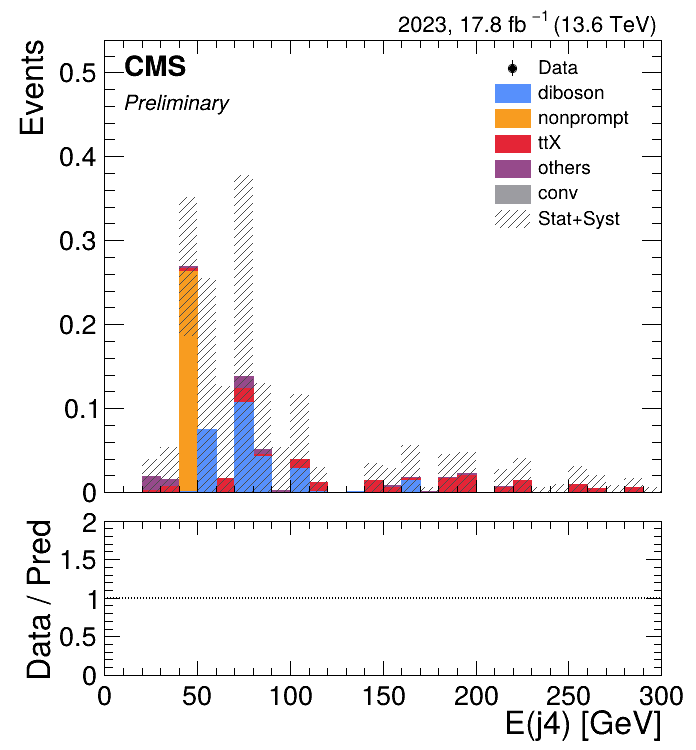 2023, 17.8 fb⁻¹ (13.6 TeV)
CMS
Preliminary
Data
diboson
nonprompt
ttX
others
conv
Stat+Syst
Events
0.5
0.4
0.3
0.2
0.1
0
Data / Pred
2
1.5
1
0.5
0
0 50 100 150 200 250 300
E(j4) [GeV]